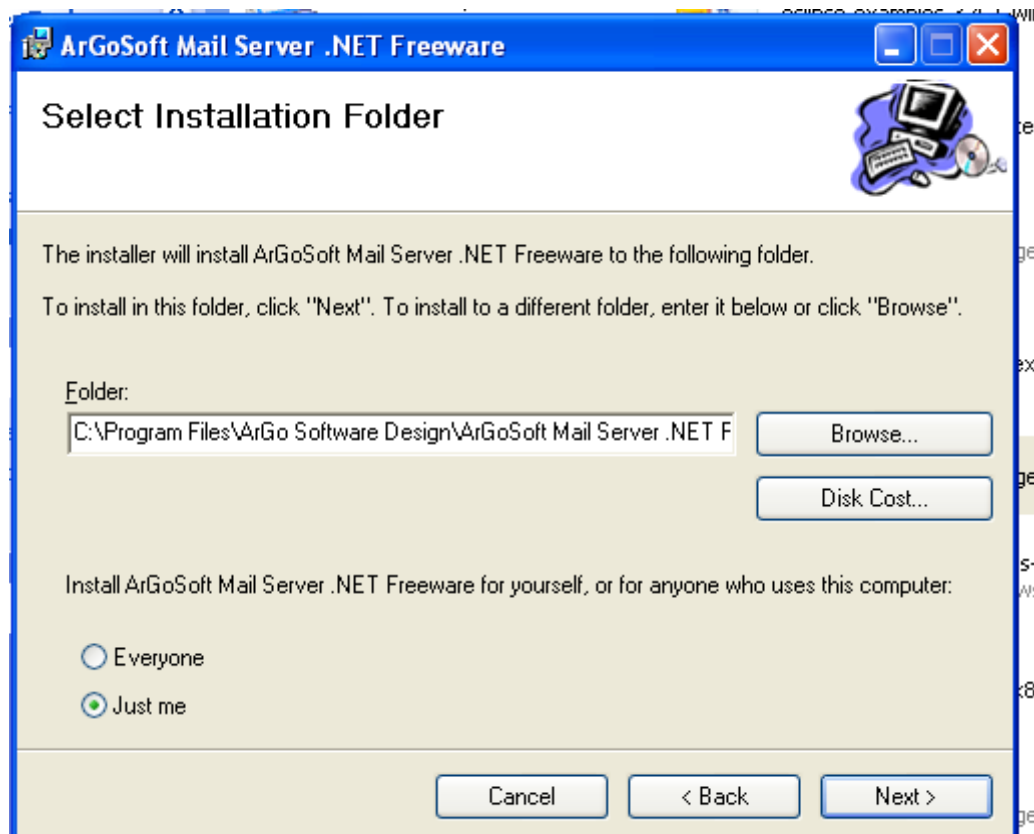 ArGoSoft Mail Server .NET Freeware
Select Installation Folder
The installer will install ArGoSoft Mail Server .NET Freeware to the following folder.
To install in this folder, click "Next". To install to a different folder, enter it below or click "Browse".
Folder:
C:\Program Files\ArGo Software Design\ArGoSoft Mail Server .NET F
Browse...
Disk Cost...
Install ArGoSoft Mail Server .NET Freeware for yourself, or for anyone who uses this computer:
Everyone
Just me
Cancel
< Back
Next >